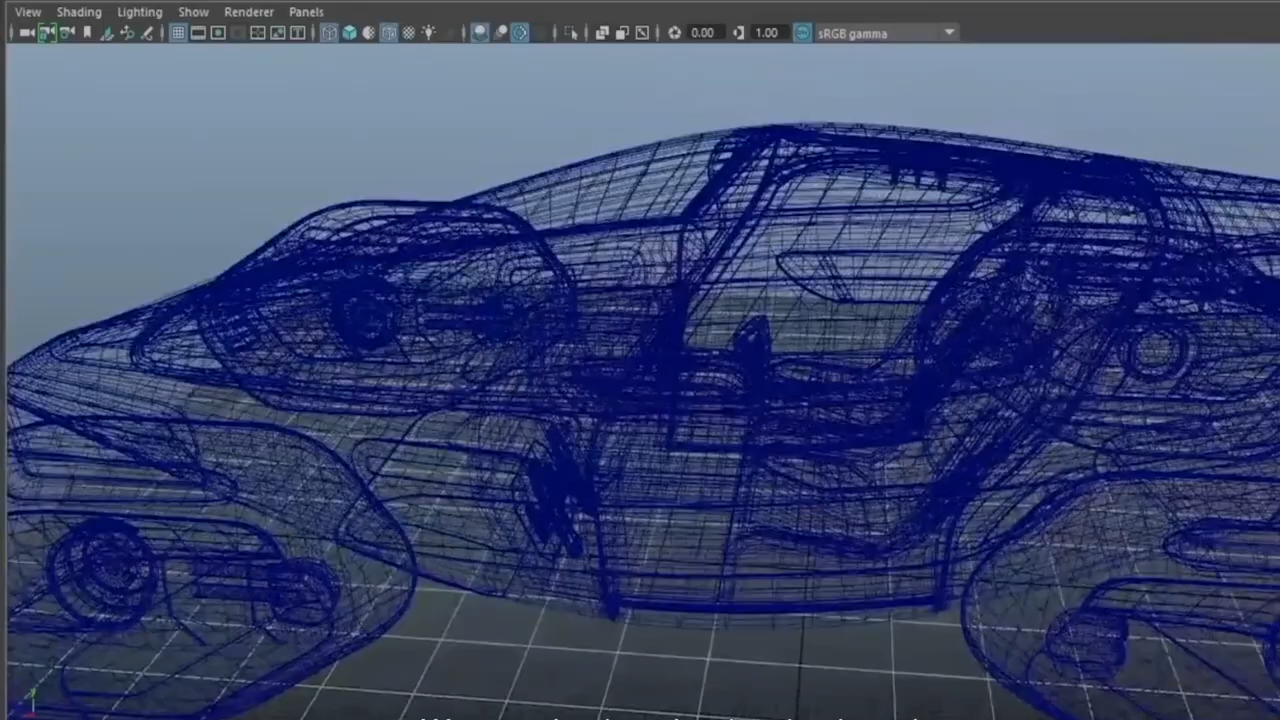 View Shading Lighting Show Renderer Panels
0.00 1.00 sRGB gamma